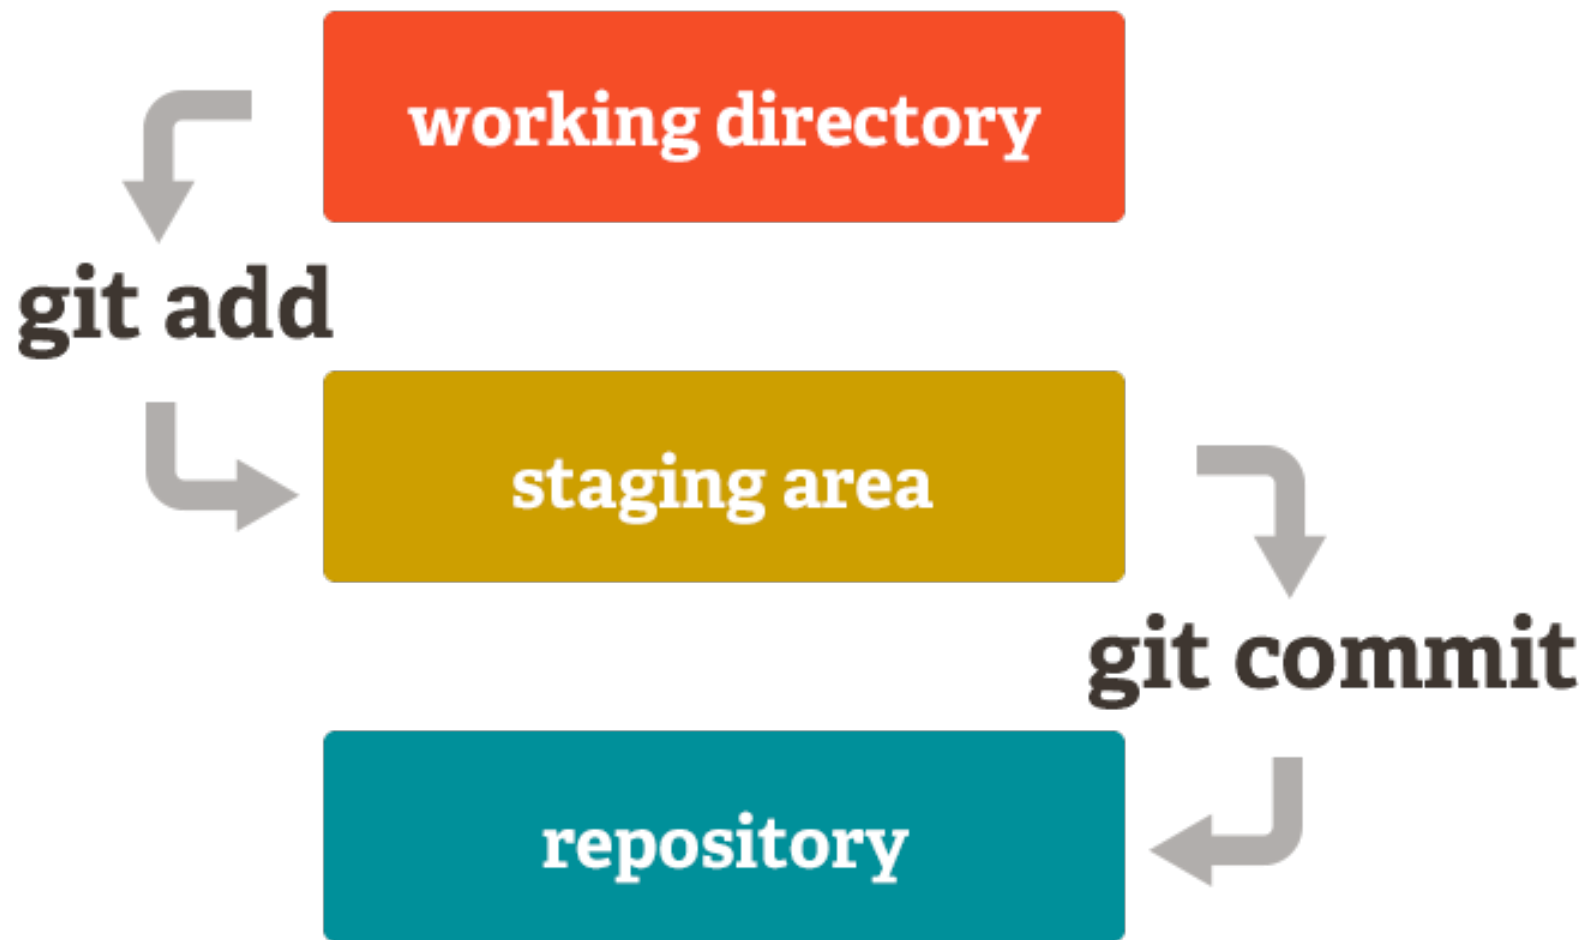 working directory
git add
staging area
git commit
repository